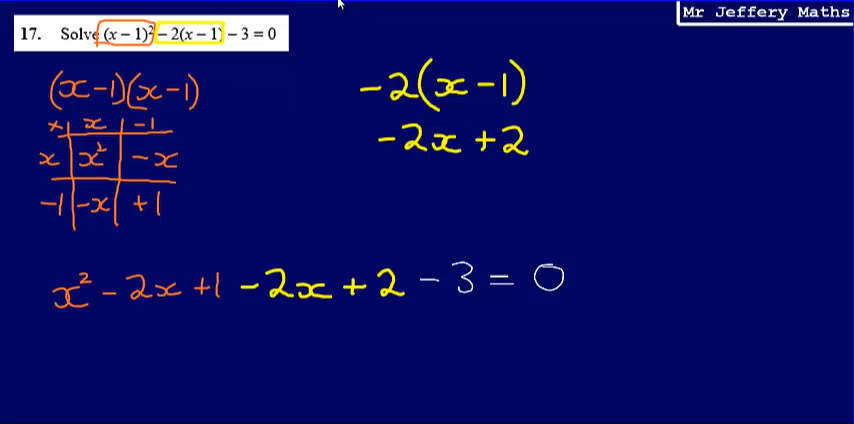 Mr Jeffery Maths
17. Solve (x – 1)² – 2(x – 1) – 3 = 0
(x - 1)(x - 1)
-2(x - 1)
× x -1
-2x + 2
x x² -x
-1 -x +1
x² - 2x + 1 - 2x + 2 - 3 = 0